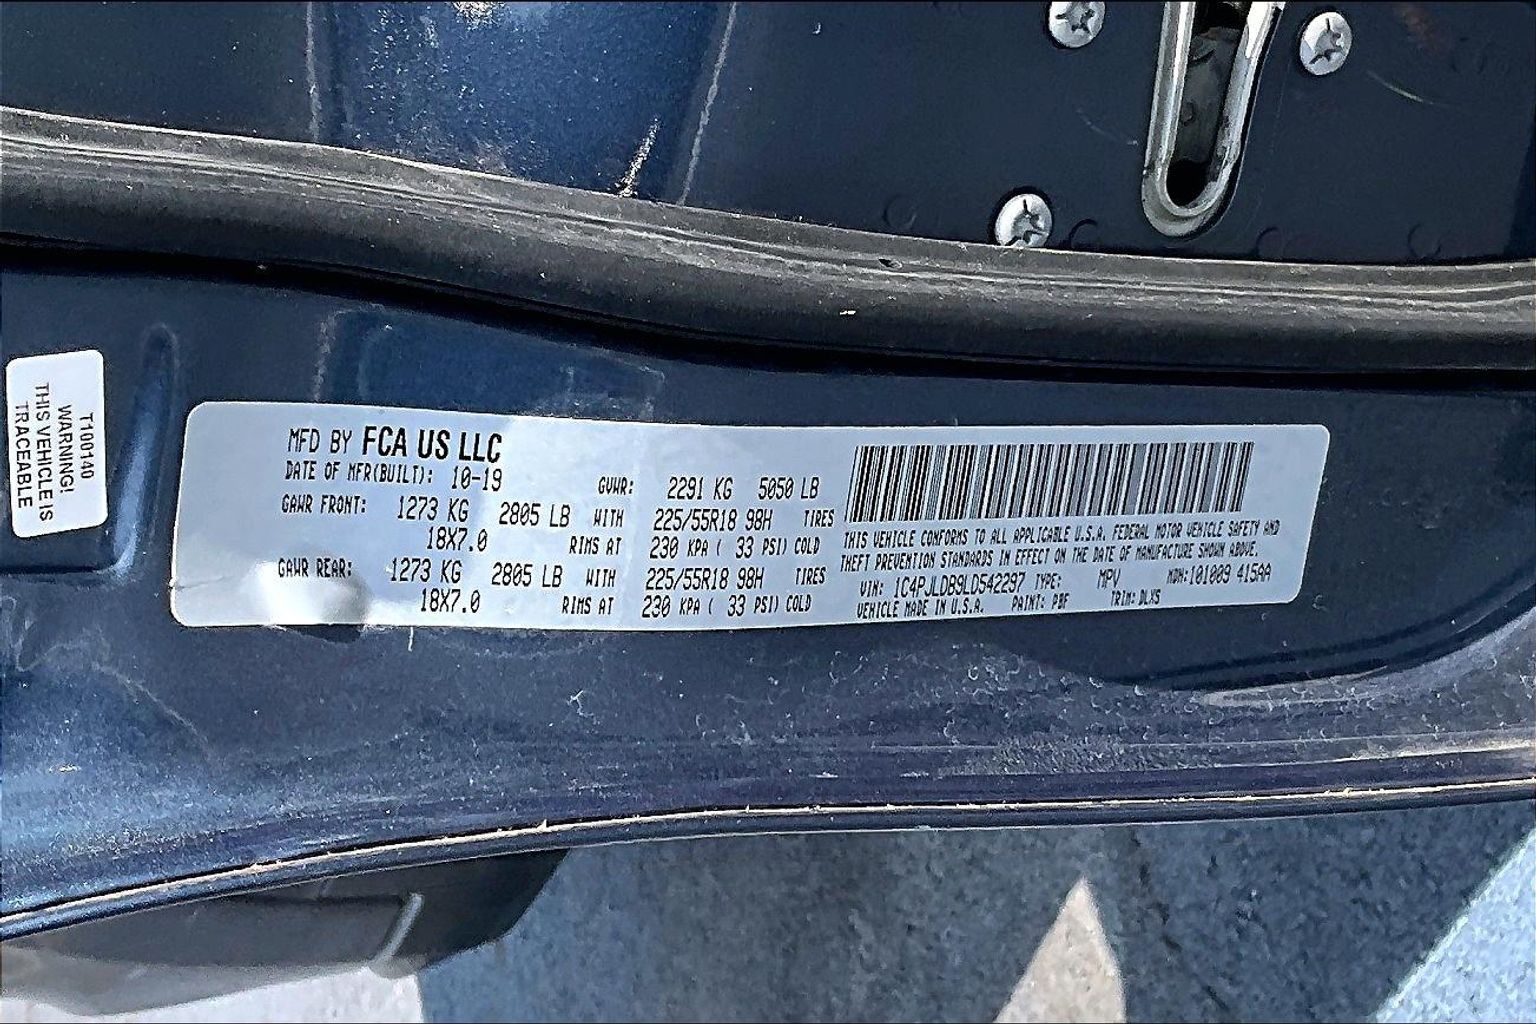 T100140
WARNING!
THIS VEHICLE IS
TRACEABLE
MFD BY FCA US LLC
DATE OF MFR(BUILT): 10-19 GVWR: 2291 KG 5050 LB
GAWR FRONT: 1273 KG 2805 LB WITH 225/55R18 98H TIRES
18X7.0 RIMS AT 230 KPA ( 33 PSI) COLD
GAWR REAR: 1273 KG 2805 LB WITH 225/55R18 98H TIRES
18X7.0 RIMS AT 230 KPA ( 33 PSI) COLD
THIS VEHICLE CONFORMS TO ALL APPLICABLE U.S.A. FEDERAL MOTOR VEHICLE SAFETY AND
THEFT PREVENTION STANDARDS IN EFFECT ON THE DATE OF MANUFACTURE SHOWN ABOVE.
VIN: 1C4PJLDB9LD542297 TYPE: MPV MDH:101009 415AA
VEHICLE MADE IN U.S.A. PAINT: PBF TRIM: DLXS